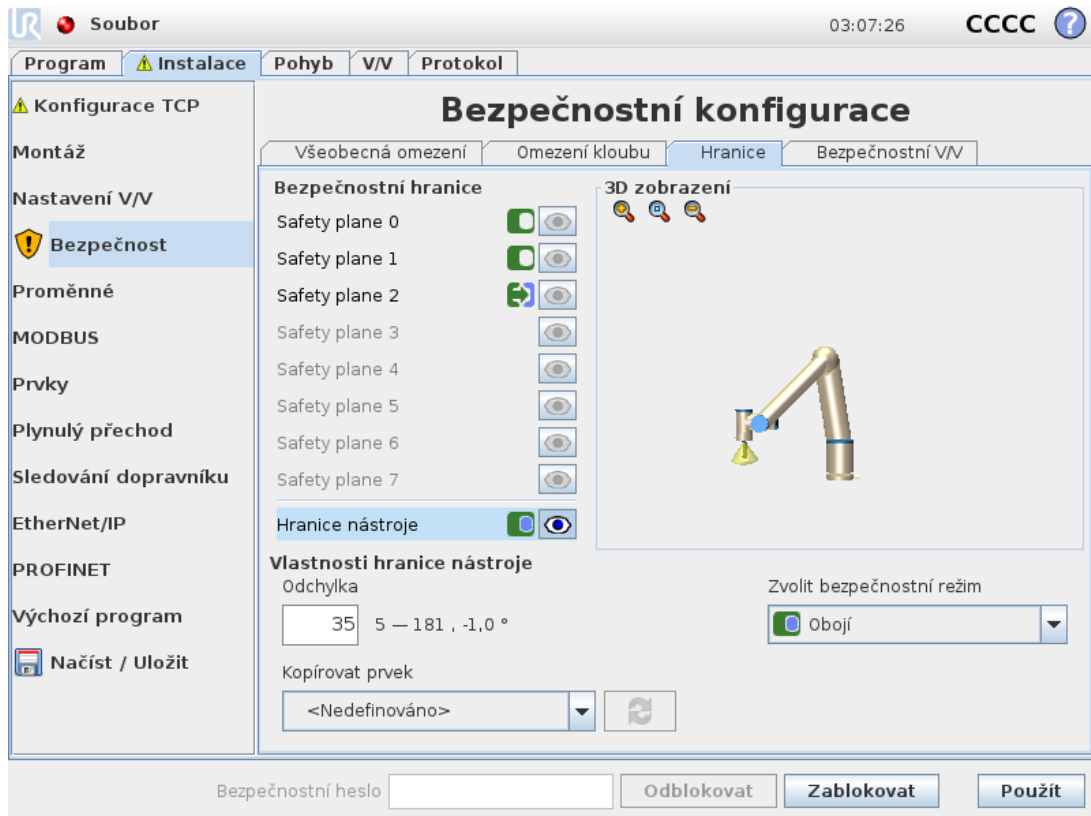 UR Soubor 03:07:26 CCCC ?
Program Instalace Pohyb V/V Protokol
Konfigurace TCP
Montáž
Nastavení V/V
Bezpečnost
Proměnné
MODBUS
Prvky
Plynulý přechod
Sledování dopravníku
EtherNet/IP
PROFINET
Výchozí program
Načíst / Uložit
Bezpečnostní konfigurace
Všeobecná omezení Omezení kloubu Hranice Bezpečnostní V/V
Bezpečnostní hranice
Safety plane 0
Safety plane 1
Safety plane 2
Safety plane 3
Safety plane 4
Safety plane 5
Safety plane 6
Safety plane 7
Hranice nástroje
3D zobrazení
Vlastnosti hranice nástroje
Odchylka
35 5 — 181 , -1,0 °
Zvolit bezpečnostní režim
Obojí
Kopírovat prvek
<Nedefinováno>
Bezpečnostní heslo Odblokovat Zablokovat Použít